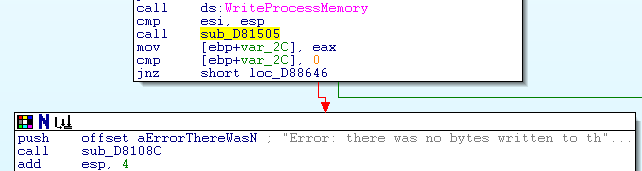 call ds:WriteProcessMemory
cmp esi, esp
call sub_D81505
mov [ebp+var_2C], eax
cmp [ebp+var_2C], 0
jnz short loc_D88646
push offset aErrorThereWasN ; "Error: there was no bytes written to th"...
call sub_D8108C
add esp, 4